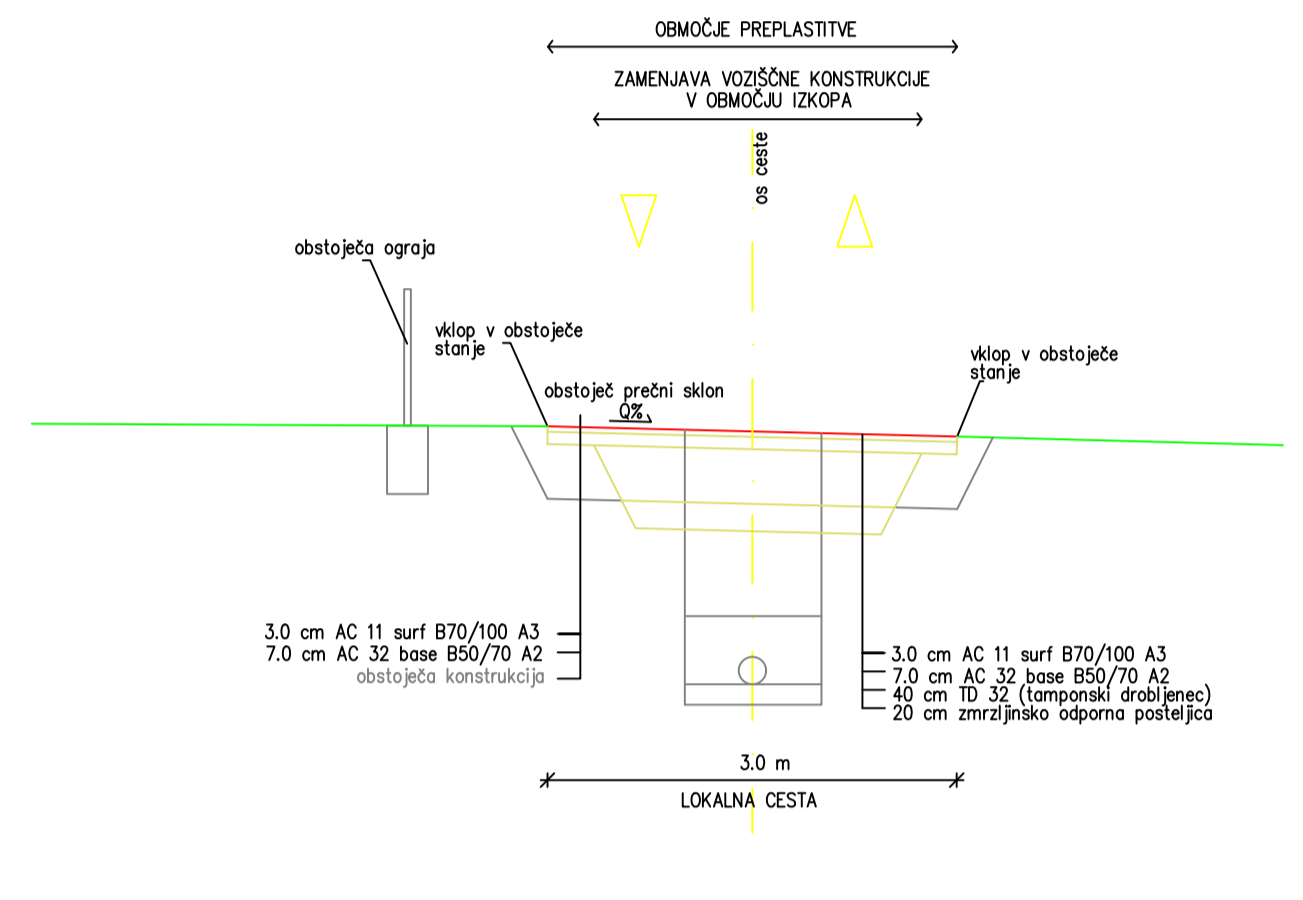 OBMOČJE PREPLASTITVE
ZAMENJAVA VOZIŠČNE KONSTRUKCIJE
V OBMOČJU IZKOPA
os ceste
obstoječa ograja
vklop v obstoječe
stanje
vklop v obstoječe
stanje
obstoječ prečni sklon
Q%
3.0 cm AC 11 surf B70/100 A3
7.0 cm AC 32 base B50/70 A2
obstoječa konstrukcija
3.0 cm AC 11 surf B70/100 A3
7.0 cm AC 32 base B50/70 A2
40 cm TD 32 (tamponski drobljenec)
20 cm zmrzljinsko odporna posteljica
3.0 m
LOKALNA CESTA